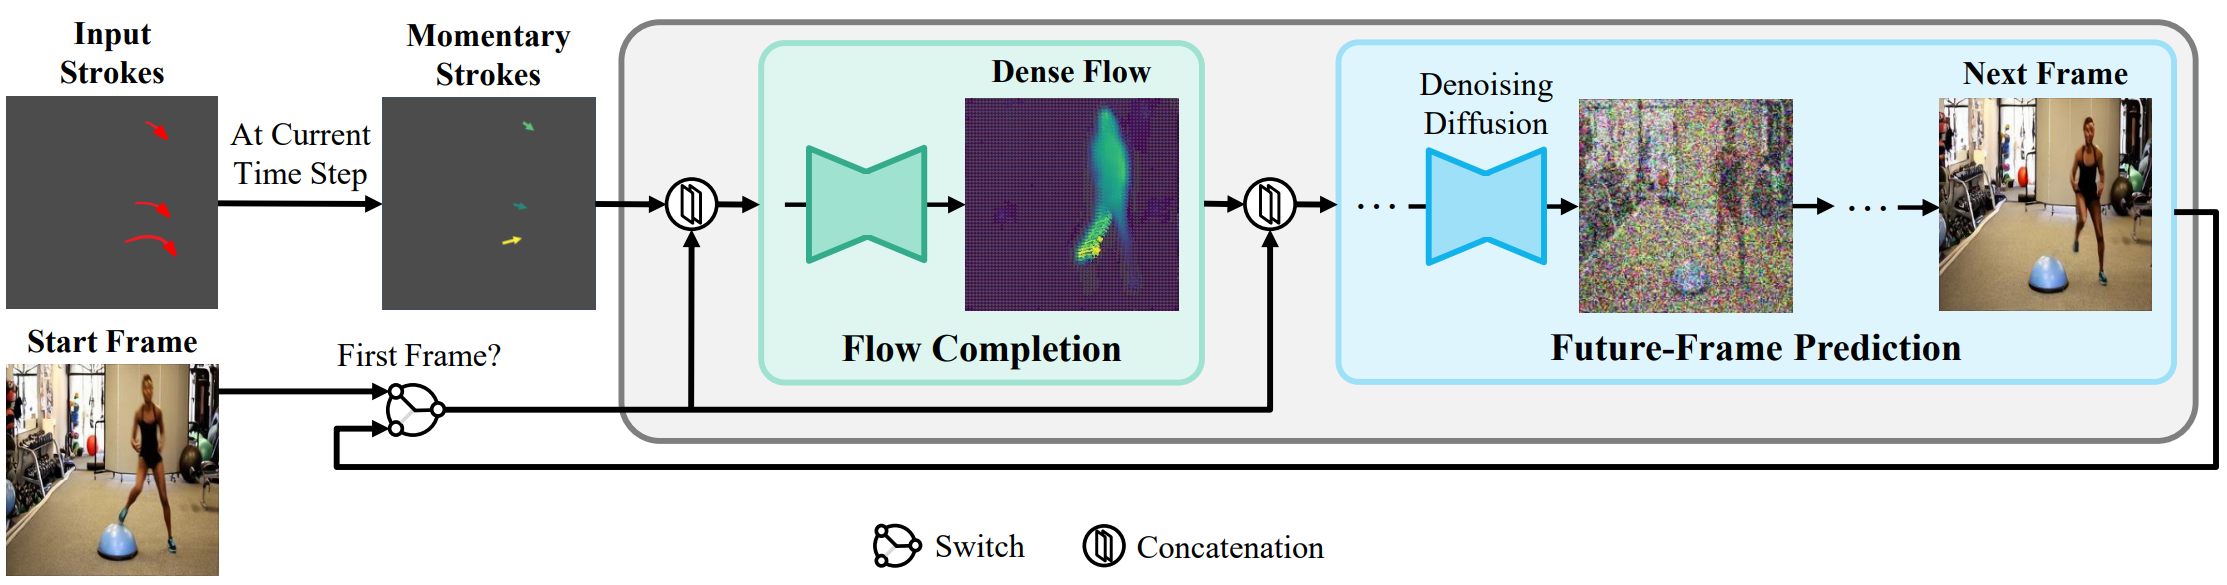 Input
Strokes
At Current
Time Step
Momentary
Strokes
Dense Flow
Flow Completion
Denoising
Diffusion
Next Frame
Future-Frame Prediction
Start Frame
First Frame?
Switch
Concatenation